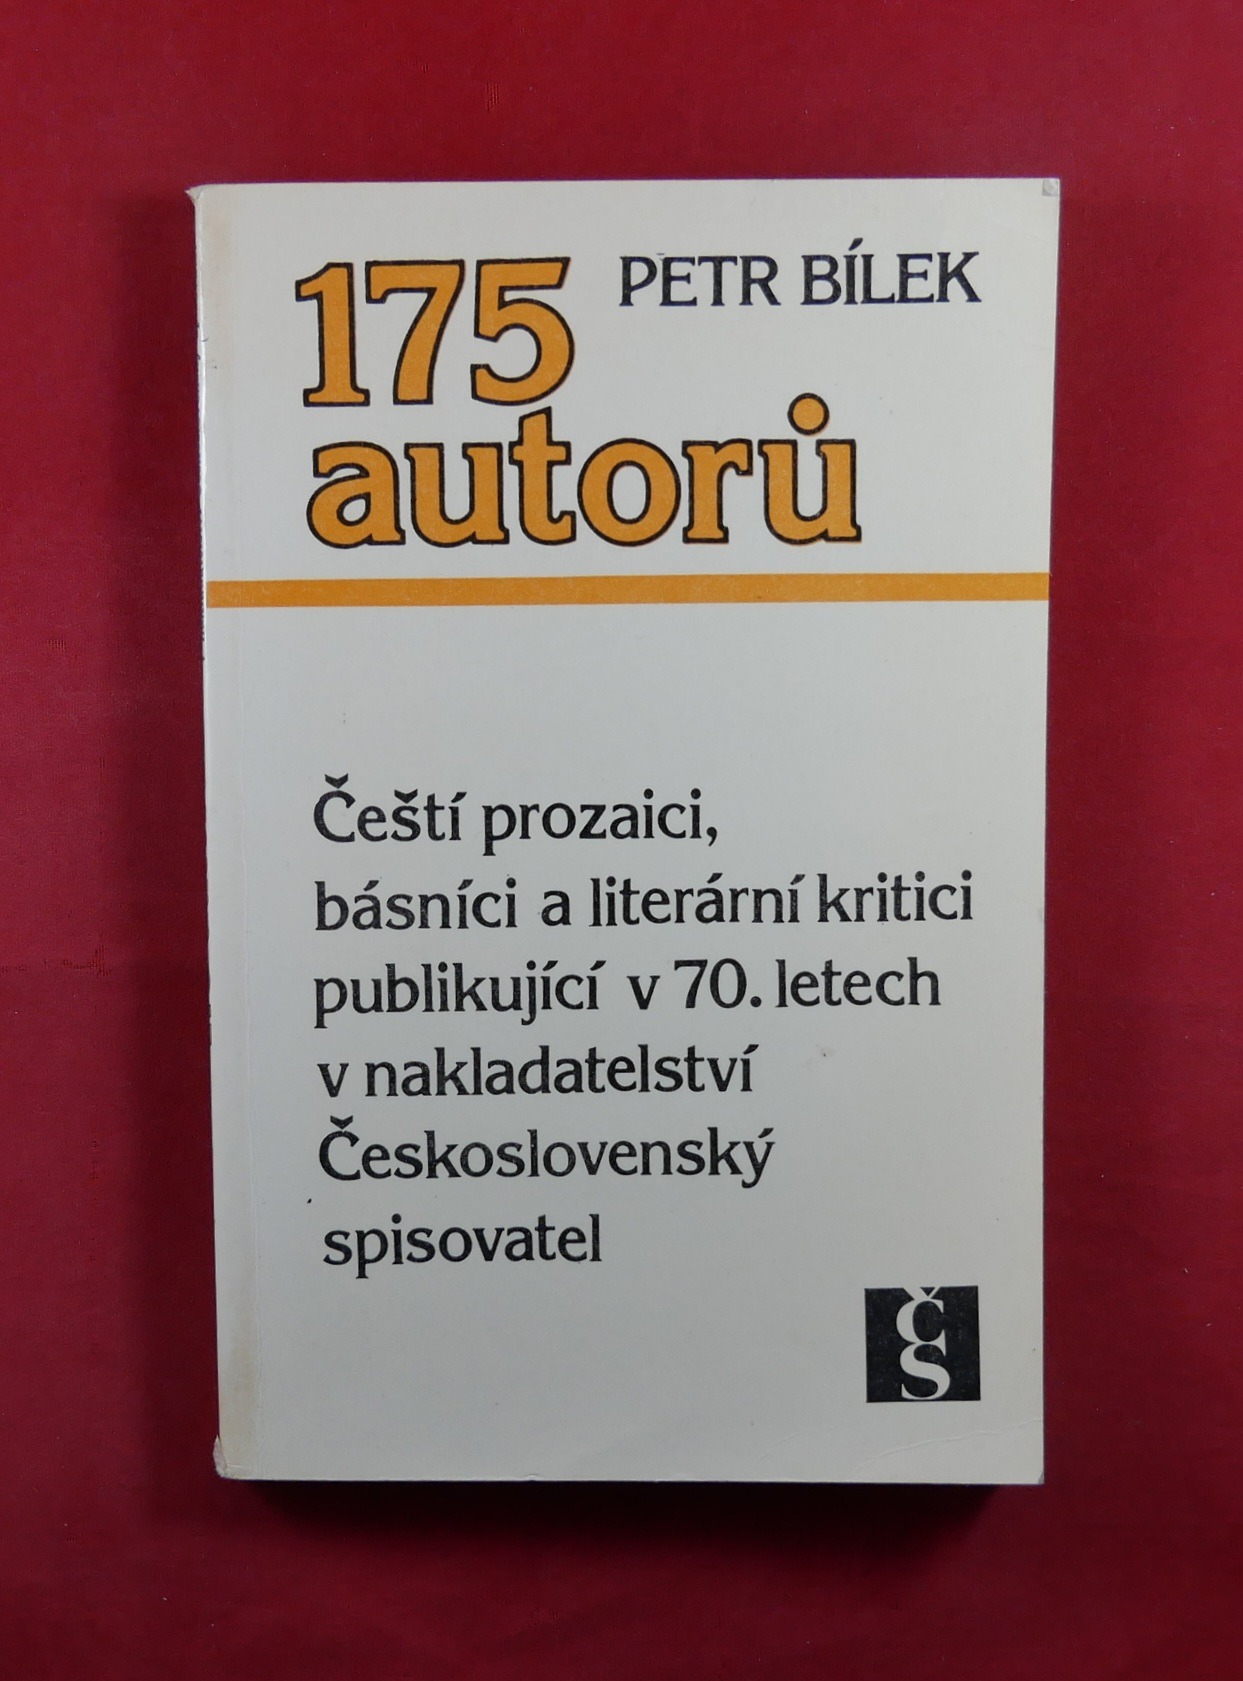 175
PETR BÍLEK
autorů
Čeští prozaici,
básníci a literární kritici
publikující v 70. letech
v nakladatelství
Československý
spisovatel
ČS